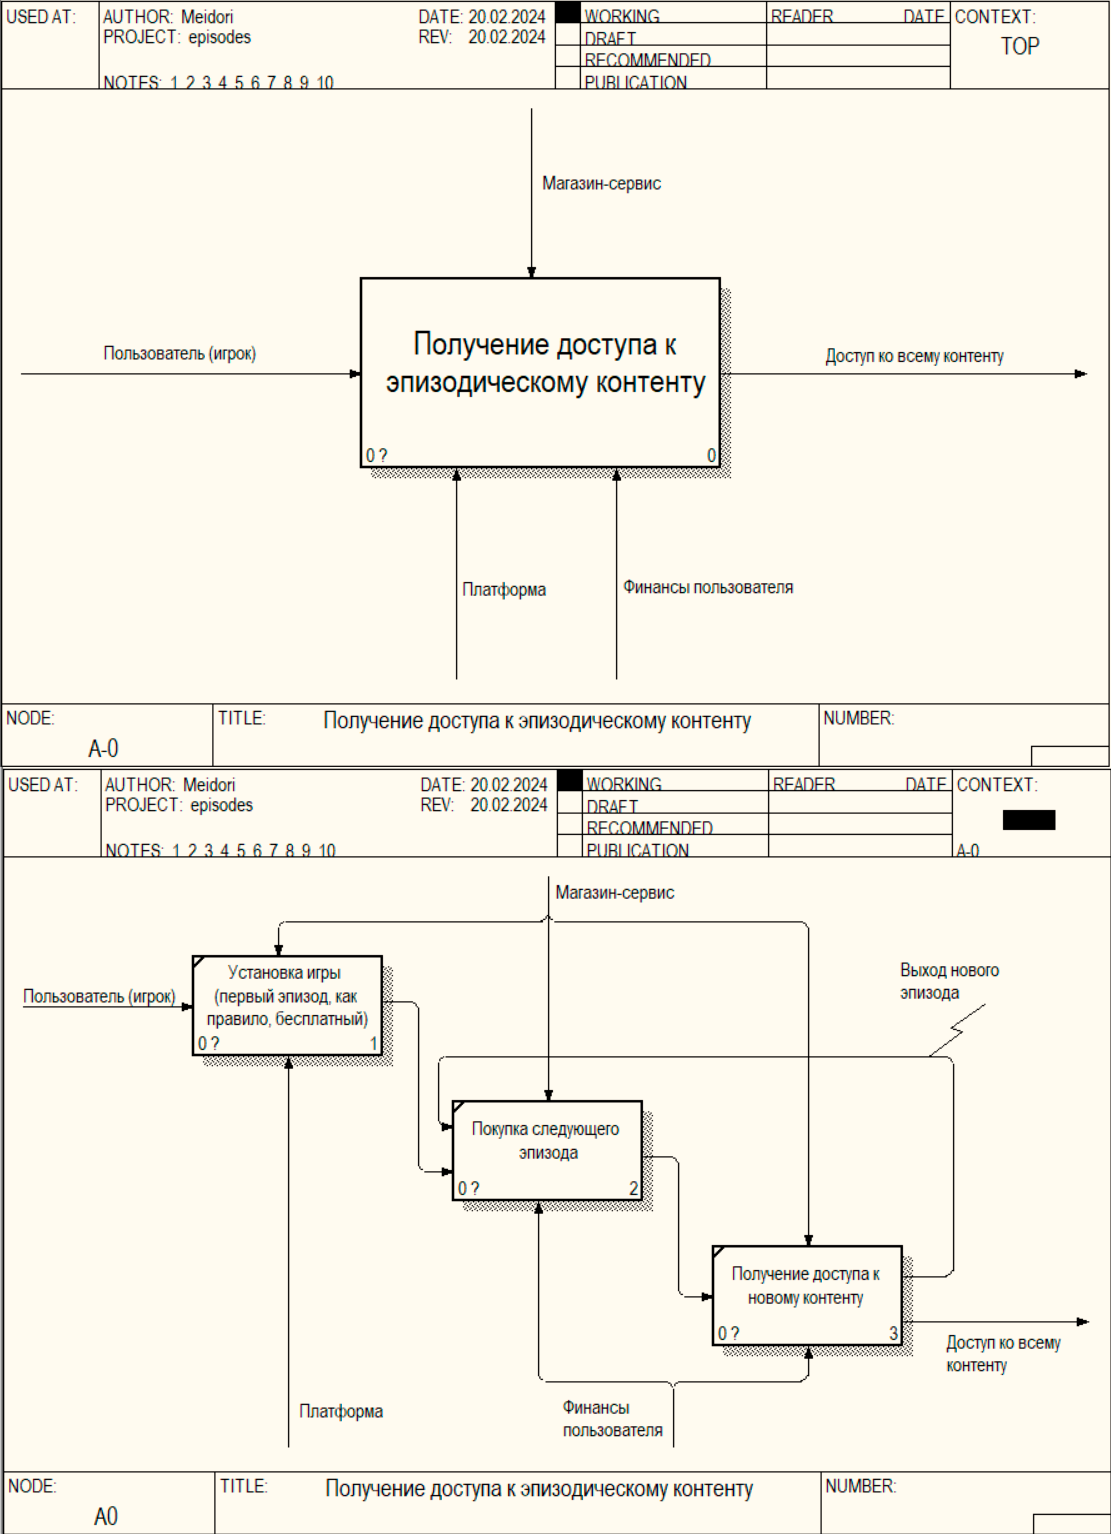 USED AT:
AUTHOR: Meidori
DATE: 20.02.2024
WORKING
READER
DATE
CONTEXT:
PROJECT: episodes
REV: 20.02.2024
DRAFT
TOP
RECOMMENDED
NOTES: 1 2 3 4 5 6 7 8 9 10
PUBLICATION
Магазин-сервис
Получение доступа к
эпизодическому контенту
Пользователь (игрок)
Доступ ко всему контенту
0 ?
0
Платформа
Финансы пользователя
NODE:
TITLE:
Получение доступа к эпизодическому контенту
NUMBER:
A-0
USED AT:
AUTHOR: Meidori
DATE: 20.02.2024
WORKING
READER
DATE
CONTEXT:
PROJECT: episodes
REV: 20.02.2024
DRAFT
RECOMMENDED
NOTES: 1 2 3 4 5 6 7 8 9 10
PUBLICATION
A-0
Магазин-сервис
Пользователь (игрок)
Установка игры
(первый эпизод, как
правило, бесплатный)
0 ?
1
Выход нового
эпизода
Покупка следующего
эпизода
0 ?
2
Получение доступа к
новому контенту
0 ?
3
Доступ ко всему
контенту
Платформа
Финансы
пользователя
NODE:
TITLE:
Получение доступа к эпизодическому контенту
NUMBER:
A0